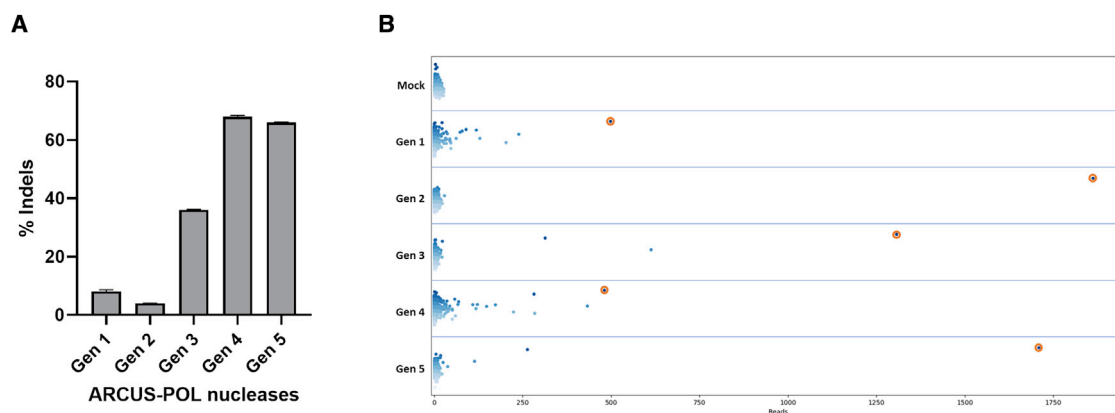 A
B
80
60
40
20
0
% Indels
Gen 1
Gen 2
Gen 3
Gen 4
Gen 5
ARCUS-POL nucleases
Mock
Gen 1
Gen 2
Gen 3
Gen 4
Gen 5
0 250 500 750 1000 1250 1500 1750
Reads